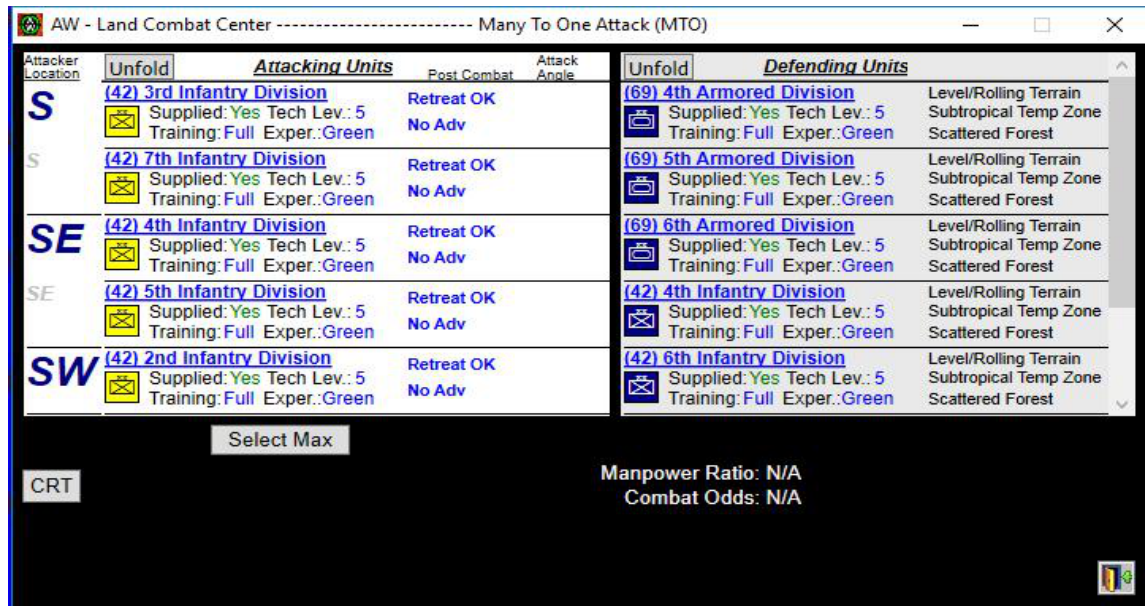 AW - Land Combat Center ------------------------- Many To One Attack (MTO)
Attacker Location Unfold Attacking Units Post Combat Attack Angle Unfold Defending Units
S (42) 3rd Infantry Division Retreat OK (69) 4th Armored Division Level/Rolling Terrain
Supplied: Yes Tech Lev.: 5 Supplied: Yes Tech Lev.: 5 Subtropical Temp Zone
Training: Full Exper.:Green No Adv Training: Full Exper.:Green Scattered Forest
S (42) 7th Infantry Division Retreat OK (69) 5th Armored Division Level/Rolling Terrain
Supplied: Yes Tech Lev.: 5 Supplied: Yes Tech Lev.: 5 Subtropical Temp Zone
Training: Full Exper.:Green No Adv Training: Full Exper.:Green Scattered Forest
SE (42) 4th Infantry Division Retreat OK (69) 6th Armored Division Level/Rolling Terrain
Supplied: Yes Tech Lev.: 5 Supplied: Yes Tech Lev.: 5 Subtropical Temp Zone
Training: Full Exper.:Green No Adv Training: Full Exper.:Green Scattered Forest
SE (42) 5th Infantry Division Retreat OK (42) 4th Infantry Division Level/Rolling Terrain
Supplied: Yes Tech Lev.: 5 Supplied: Yes Tech Lev.: 5 Subtropical Temp Zone
Training: Full Exper.:Green No Adv Training: Full Exper.:Green Scattered Forest
SW (42) 2nd Infantry Division Retreat OK (42) 6th Infantry Division Level/Rolling Terrain
Supplied: Yes Tech Lev.: 5 Supplied: Yes Tech Lev.: 5 Subtropical Temp Zone
Training: Full Exper.:Green No Adv Training: Full Exper.:Green Scattered Forest
Select Max
CRT Manpower Ratio: N/A
Combat Odds: N/A